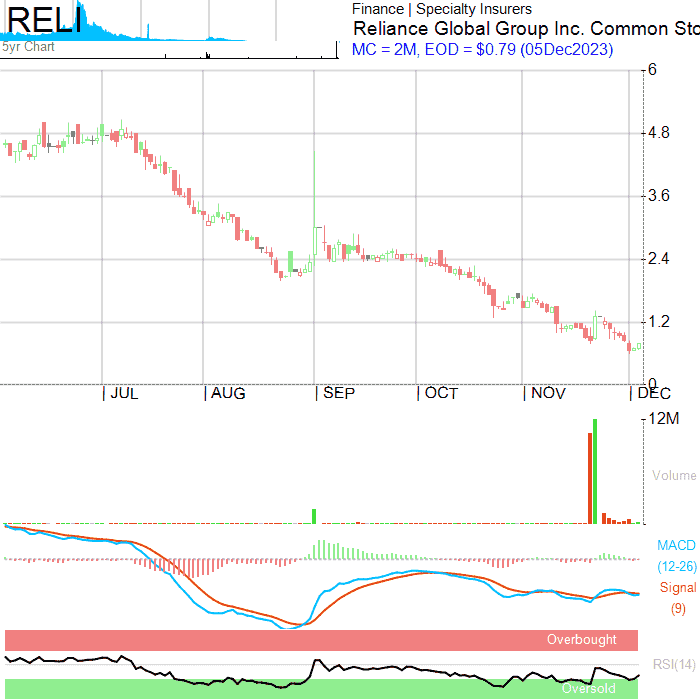 RELI
5yr Chart
Finance | Specialty Insurers
Reliance Global Group Inc. Common Sto
MC = 2M, EOD = $0.79 (05Dec2023)
6
4.8
3.6
2.4
1.2
0
| JUL | AUG | SEP | OCT | NOV | DEC
12M
Volume
MACD
(12-26)
Signal
(9)
Overbought
RSI(14)
Oversold